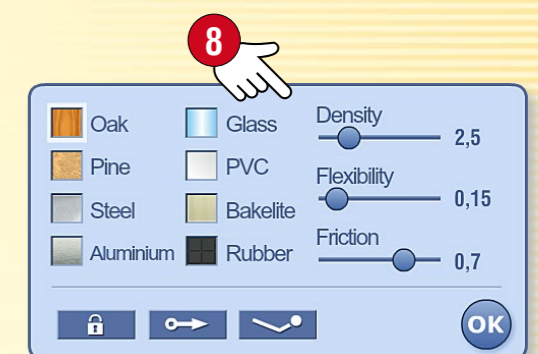 8
Oak
Pine
Steel
Aluminium
Glass
PVC
Bakelite
Rubber
Density
2,5
Flexibility
0,15
Friction
0,7
OK